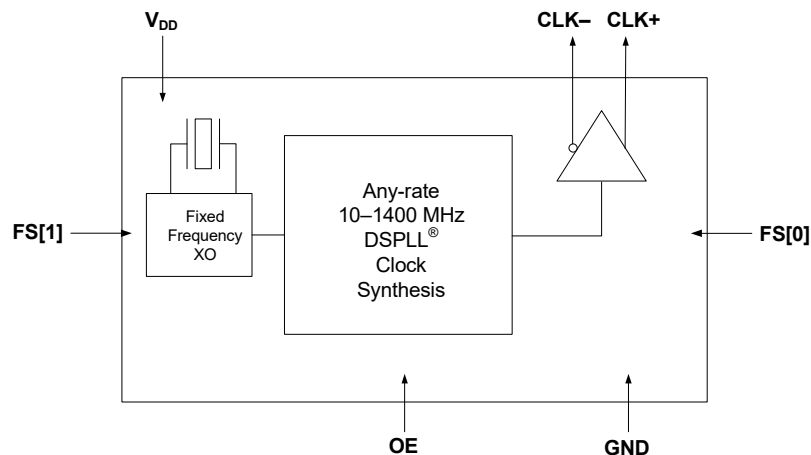 V_DD
CLK– CLK+
Fixed
Frequency
XO
Any-rate
10–1400 MHz
DSPLL®
Clock
Synthesis
FS[1]
FS[0]
OE
GND